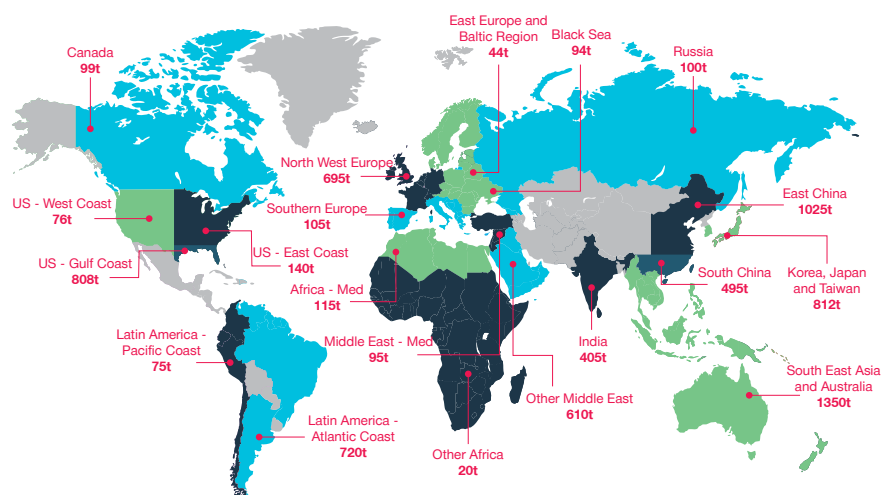 Canada
99t
East Europe and
Baltic Region
44t
Black Sea
94t
Russia
100t
North West Europe
695t
US - West Coast
76t
Southern Europe
105t
East China
1025t
US - East Coast
140t
US - Gulf Coast
808t
Africa - Med
115t
South China
495t
Korea, Japan
and Taiwan
812t
Latin America -
Pacific Coast
75t
Middle East - Med
95t
India
405t
South East Asia
and Australia
1350t
Other Middle East
610t
Latin America -
Atlantic Coast
720t
Other Africa
20t